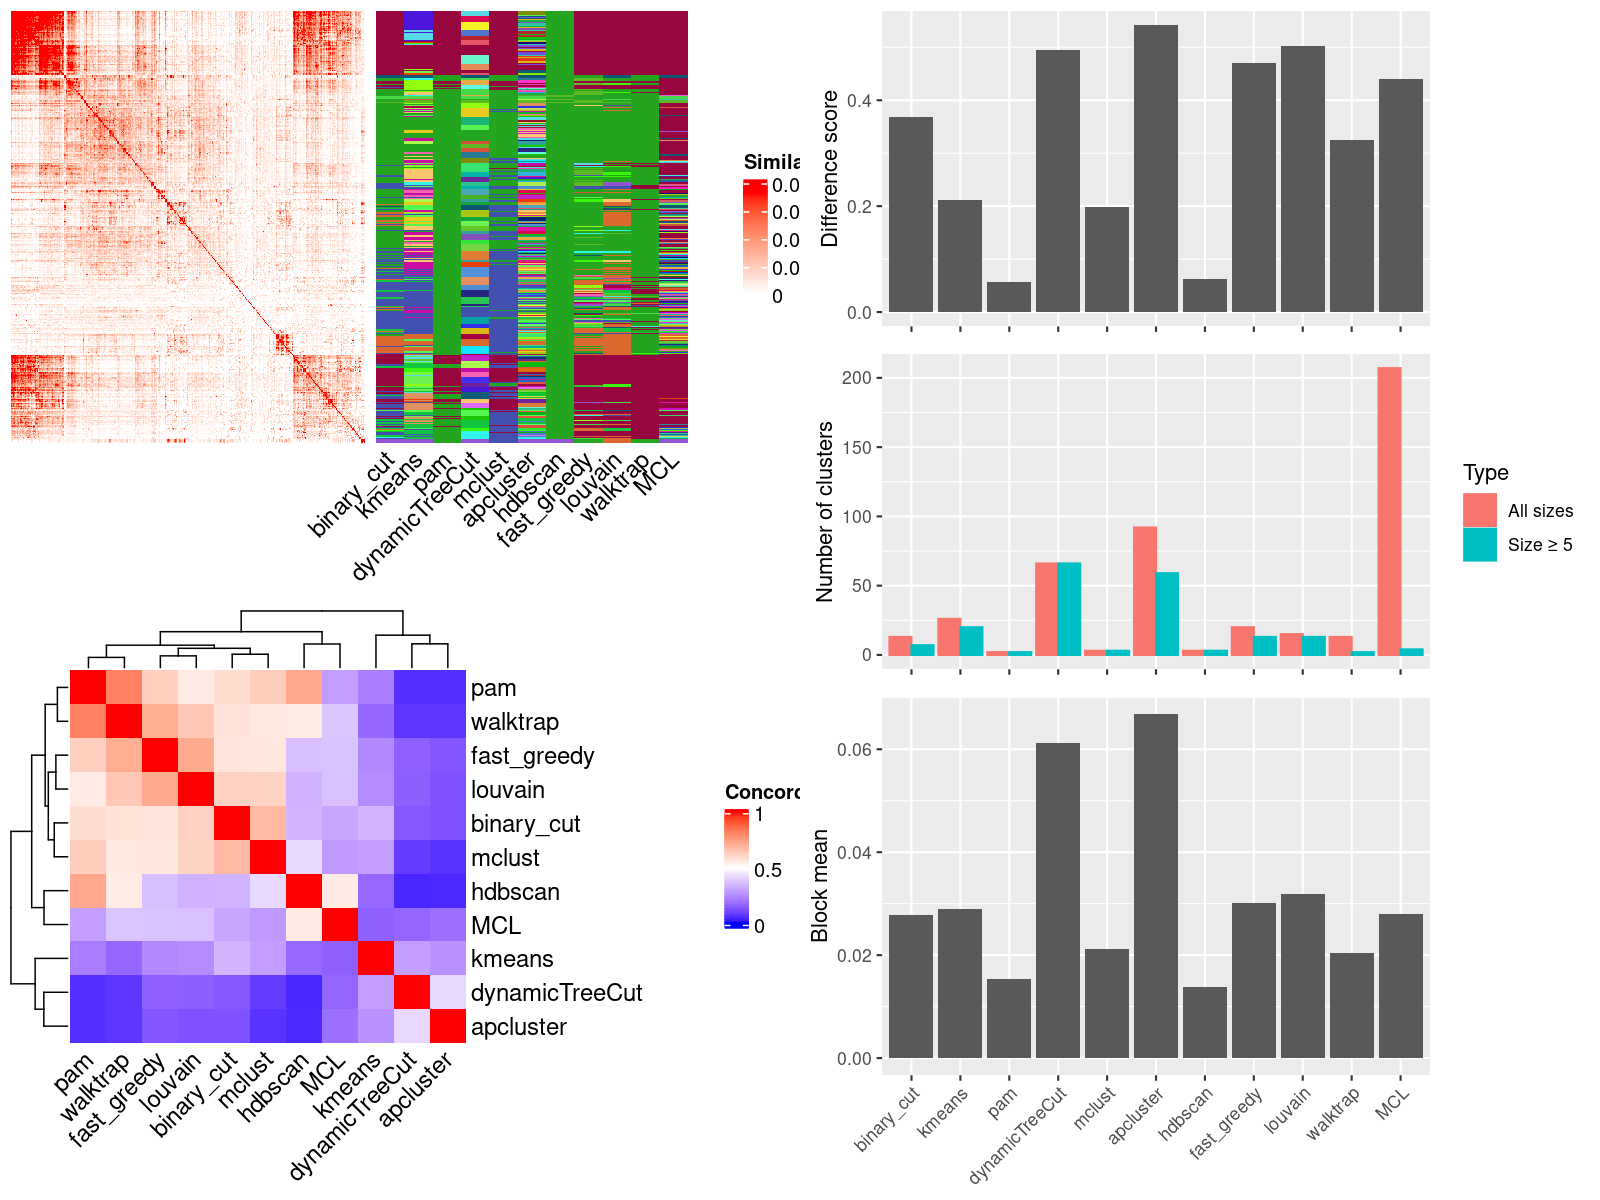 Simila
0.0
0.0
0.0
0.0
0
binary_cut
kmeans
pam
dynamicTreeCut
mclust
apcluster
hdbscan
fast_greedy
louvain
walktrap
MCL
pam
walktrap
fast_greedy
louvain
binary_cut
mclust
hdbscan
MCL
kmeans
dynamicTreeCut
apcluster
pam
walktrap
fast_greedy
louvain
binary_cut
mclust
hdbscan
MCL
kmeans
dynamicTreeCut
apcluster
Concord
1
0.5
0
Difference score
0.4
0.2
0.0
Number of clusters
200
150
100
50
0
Type
All sizes
Size ≥ 5
Block mean
0.06
0.04
0.02
0.00
binary_cut
kmeans
pam
dynamicTreeCut
mclust
apcluster
hdbscan
fast_greedy
louvain
walktrap
MCL